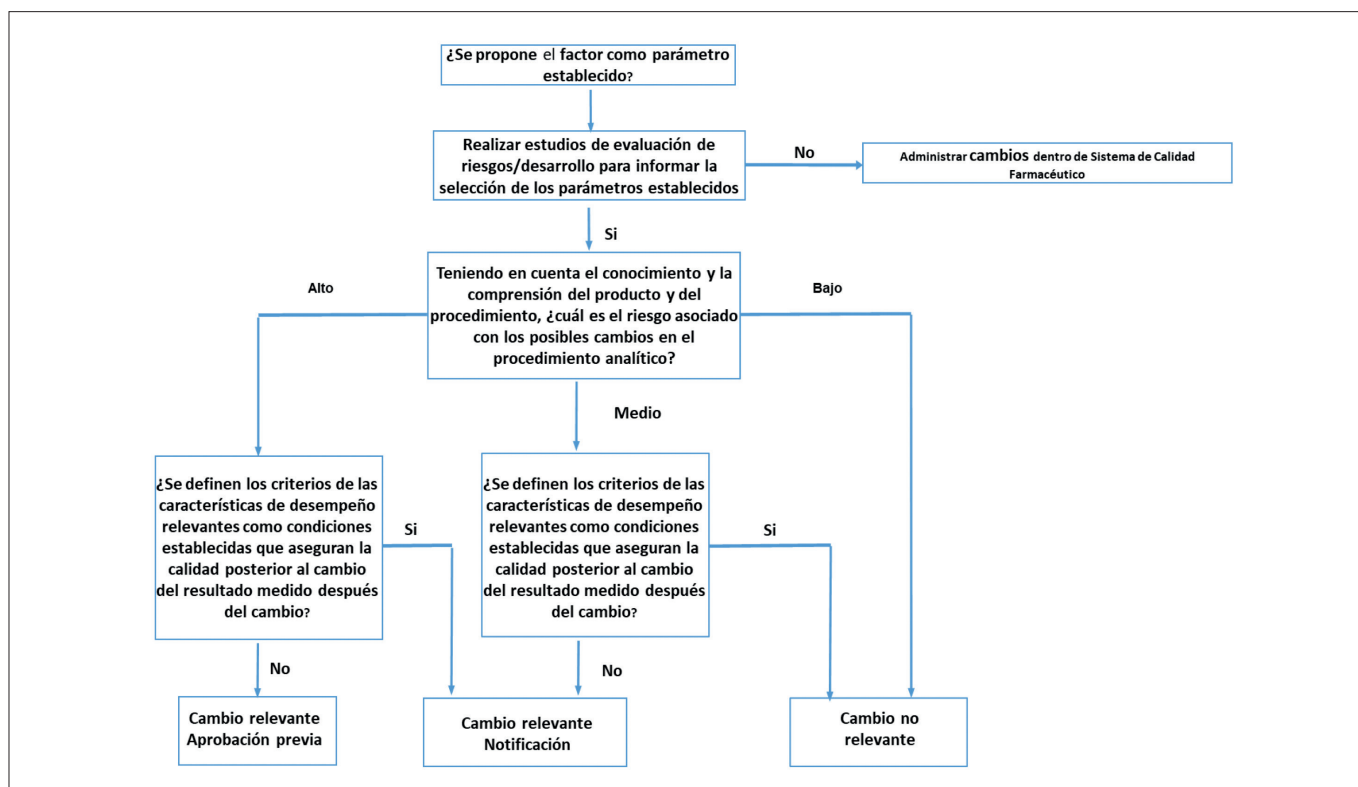 ¿Se propone el factor como parámetro
establecido?
Realizar estudios de evaluación de
riesgos/desarrollo para informar la
selección de los parámetros establecidos
No
Administrar cambios dentro de Sistema de Calidad
Farmacéutico
Si
Teniendo en cuenta el conocimiento y la
comprensión del producto y del
procedimiento, ¿cuál es el riesgo asociado
con los posibles cambios en el
procedimiento analítico?
Alto
Bajo
Medio
¿Se definen los criterios de las
características de desempeño
relevantes como condiciones
establecidas que aseguran la
calidad posterior al cambio
del resultado medido después
del cambio?
Si
¿Se definen los criterios de las
características de desempeño
relevantes como condiciones
establecidas que aseguran la
calidad posterior al cambio
del resultado medido después
del cambio?
Si
No
No
Cambio relevante
Aprobación previa
Cambio relevante
Notificación
Cambio no
relevante